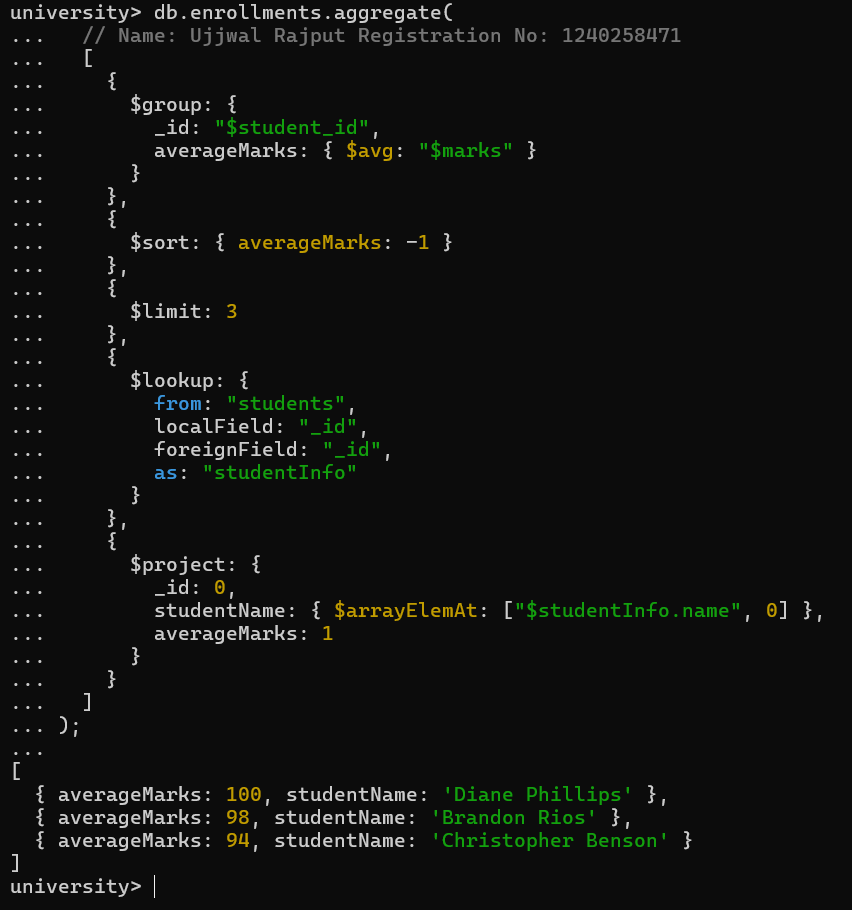 university> db.enrollments.aggregate(
...   // Name: Ujjwal Rajput Registration No: 1240258471
...   [
...     {
...       $group: {
...         _id: "$student_id",
...         averageMarks: { $avg: "$marks" }
...       }
...     },
...     {
...       $sort: { averageMarks: -1 }
...     },
...     {
...       $limit: 3
...     },
...     {
...       $lookup: {
...         from: "students",
...         localField: "_id",
...         foreignField: "_id",
...         as: "studentInfo"
...       }
...     },
...     {
...       $project: {
...         _id: 0,
...         studentName: { $arrayElemAt: ["$studentInfo.name", 0] },
...         averageMarks: 1
...       }
...     }
...   ]
... );
...
[
  { averageMarks: 100, studentName: 'Diane Phillips' },
  { averageMarks: 98, studentName: 'Brandon Rios' },
  { averageMarks: 94, studentName: 'Christopher Benson' }
]
university>